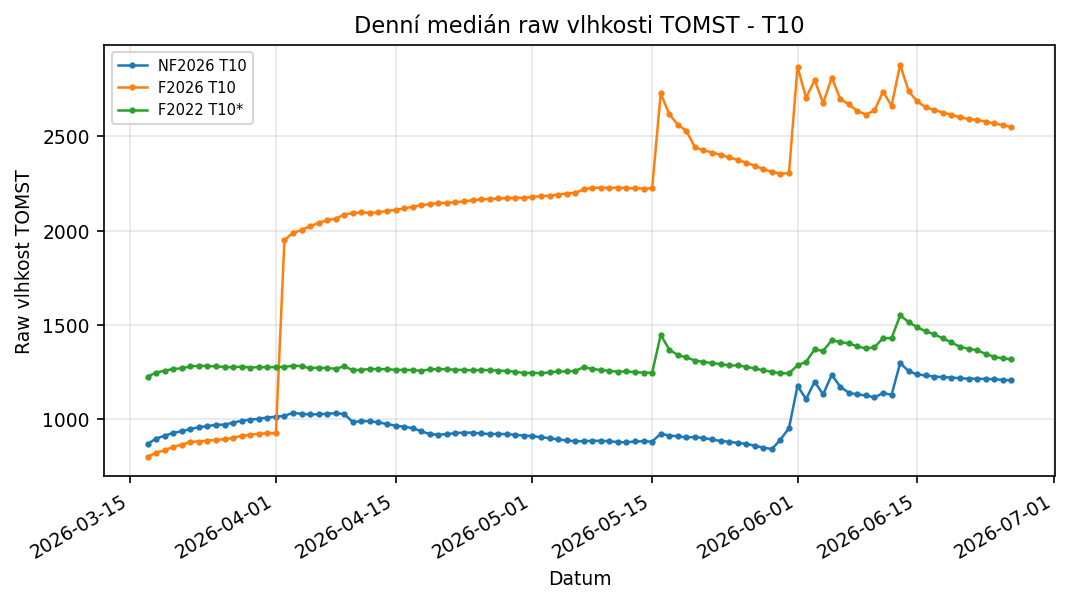 Denní medián raw vlhkosti TOMST - T10
NF2026 T10
F2026 T10
F2022 T10*
Raw vlhkost TOMST
2500
2000
1500
1000
2026-03-15
2026-04-01
2026-04-15
2026-05-01
2026-05-15
2026-06-01
2026-06-15
2026-07-01
Datum